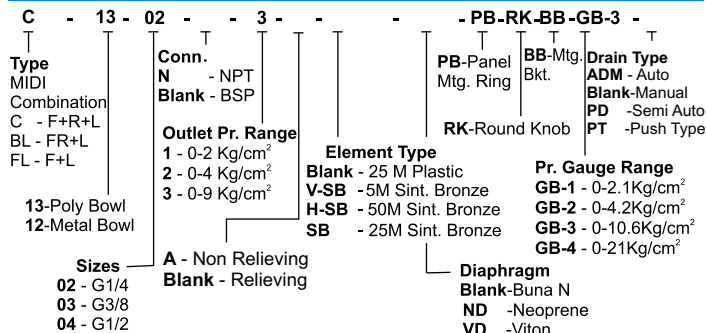 C - 13 - 02 - - 3 - - - - PB-RK-BB-GB-3 -
Type
MIDI
Combination
C - F+R+L
BL - FR+L
FL - F+L
13-Poly Bowl
12-Metal Bowl
Sizes
02 - G1/4
03 - G3/8
04 - G1/2
Conn.
N - NPT
Blank - BSP
Outlet Pr. Range
1 - 0-2 Kg/cm²
2 - 0-4 Kg/cm²
3 - 0-9 Kg/cm²
A - Non Relieving
Blank - Relieving
Element Type
Blank - 25 M Plastic
V-SB - 5M Sint. Bronze
H-SB - 50M Sint. Bronze
SB - 25M Sint. Bronze
Diaphragm
Blank-Buna N
ND -Neoprene
VD -Viton
PB-Panel
Mtg. Ring
RK-Round Knob
BB-Mtg.
Bkt.
Pr. Gauge Range
GB-1 - 0-2.1Kg/cm²
GB-2 - 0-4.2Kg/cm²
GB-3 - 0-10.6Kg/cm²
GB-4 - 0-21Kg/cm²
Drain Type
ADM - Auto
Blank-Manual
PD -Semi Auto
PT -Push Type